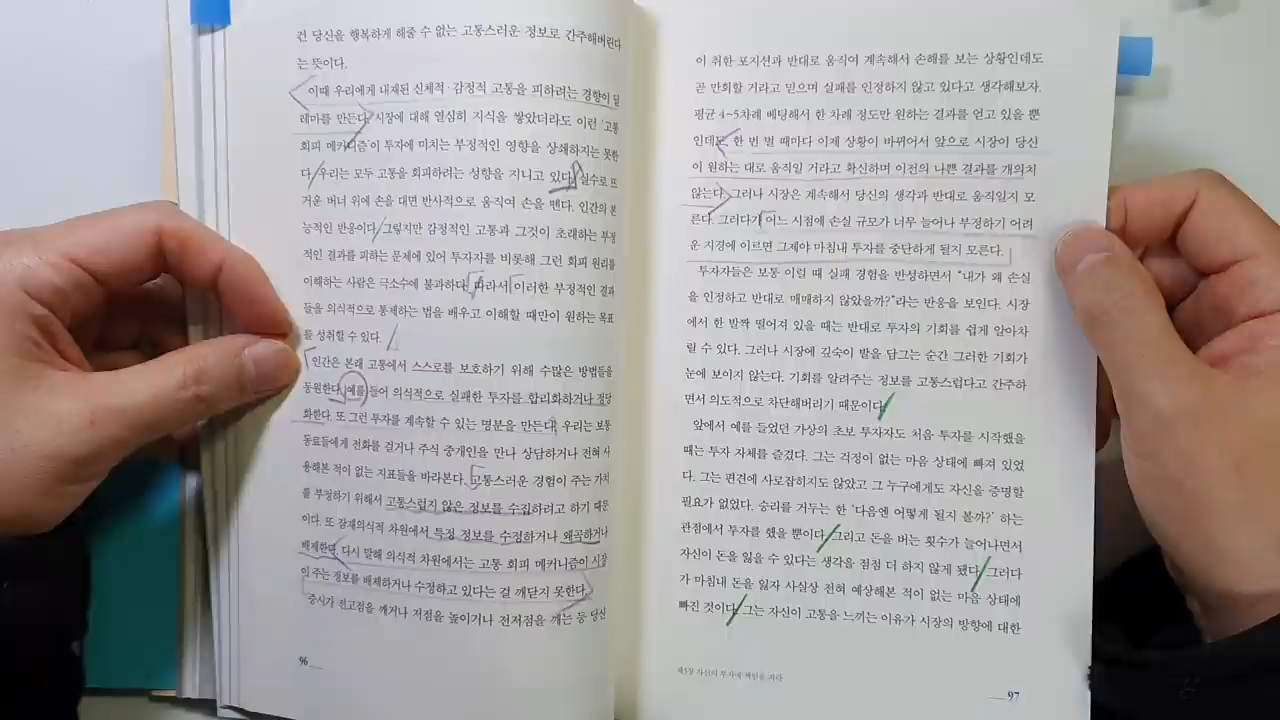 건 당신을 행복하게 해줄 수 없는 고통스러운 정보로 간주해버린다
는 뜻이다.
이때 우리에게 내재된 신체적·감정적 고통을 피하려는 경향이 딜
레마를 만든다. 시장에 대해 열심히 지식을 쌓았더라도 이런 '고통
회피 메커니즘'이 투자에 미치는 부정적인 영향을 상쇄하지는 못한
다. 우리는 모두 고통을 회피하려는 성향을 지니고 있다. 실수로 뜨
거운 버너 위에 손을 대면 반사적으로 움직여 손을 뗀다. 인간의 본
능적인 반응이다. 그렇지만 감정적인 고통과 그것이 초래하는 부정
적인 결과를 피하는 문제에 있어 투자자를 비롯해 그런 회피 원리를
이해하는 사람은 극소수에 불과하다. 따라서 이러한 부정적인 결과
들을 의식적으로 통제하는 법을 배우고 이해할 때만이 원하는 목표
를 성취할 수 있다.
인간은 본래 고통에서 스스로를 보호하기 위해 수많은 방법들을
동원한다. 예를 들어 의식적으로 실패한 투자를 합리화하거나 정당
화한다. 또 그런 투자를 계속할 수 있는 명분을 만든다. 우리는 보통
동료들에게 전화를 걸거나 주식 중개인을 만나 상담하거나 전혀 사
용해본 적이 없는 지표들을 바라본다. 고통스러운 경험이 주는 가치
를 부정하기 위해서 고통스럽지 않은 정보를 수집하려고 하기 때문
이다. 또 잠재의식적 차원에서 특정 정보를 수정하거나 왜곡하거나
배제한다. 다시 말해 의식적 차원에서는 고통 회피 메커니즘이 시장
이 주는 정보를 배제하거나 수정하고 있다는 걸 깨닫지 못한다.
증시가 신고점을 깨거나 저점을 높이거나 전저점을 깨는 등 당신
96
이 취한 포지션과 반대로 움직여 계속해서 손해를 보는 상황인데도
곧 만회할 거라고 믿으며 실패를 인정하지 않고 있다고 생각해보자.
평균 4~5차례 베팅해서 한 차례 정도만 원하는 결과를 얻고 있을 뿐
인데도, 한 번 벌 때마다 이제 상황이 바뀌어서 앞으로 시장이 당신
이 원하는 대로 움직일 거라고 확신하며 이전의 나쁜 결과를 개의치
않는다. 그러나 시장은 계속해서 당신의 생각과 반대로 움직일지 모
른다. 그러다가 어느 시점에 손실 규모가 너무 늘어나 부정하기 어려
운 지경에 이르면 그제야 마침내 투자를 중단하게 될지 모른다.
투자자들은 보통 이럴 때 실패 경험을 반성하면서 "내가 왜 손실
을 인정하고 반대로 매매하지 않았을까?"라는 반응을 보인다. 시장
에서 한 발짝 떨어져 있을 때는 반대로 투자의 기회를 쉽게 알아차
릴 수 있다. 그러나 시장에 깊숙이 발을 담그는 순간 그러한 기회가
눈에 보이지 않는다. 기회를 알려주는 정보를 고통스럽다고 간주하
면서 의도적으로 차단해버리기 때문이다.
앞에서 예를 들었던 가상의 초보 투자자도 처음 투자를 시작했을
때는 투자 자체를 즐겼다. 그는 걱정이 없는 마음 상태에 빠져 있었
다. 그는 편견에 사로잡히지도 않았고 그 누구에게도 자신을 증명할
필요가 없었다. 승리를 거두는 한 '다음엔 어떻게 될지 볼까?' 하는
관점에서 투자를 했을 뿐이다. 그리고 돈을 버는 횟수가 늘어나면서
자신이 돈을 잃을 수 있다는 생각을 점점 더 하지 않게 됐다. 그러다
가 마침내 돈을 잃자 사실상 전혀 예상해본 적이 없는 마음 상태에
빠진 것이다. 그는 자신이 고통을 느끼는 이유가 시장의 방향에 대한
제5장 자신의 투자에 책임을 져라
97